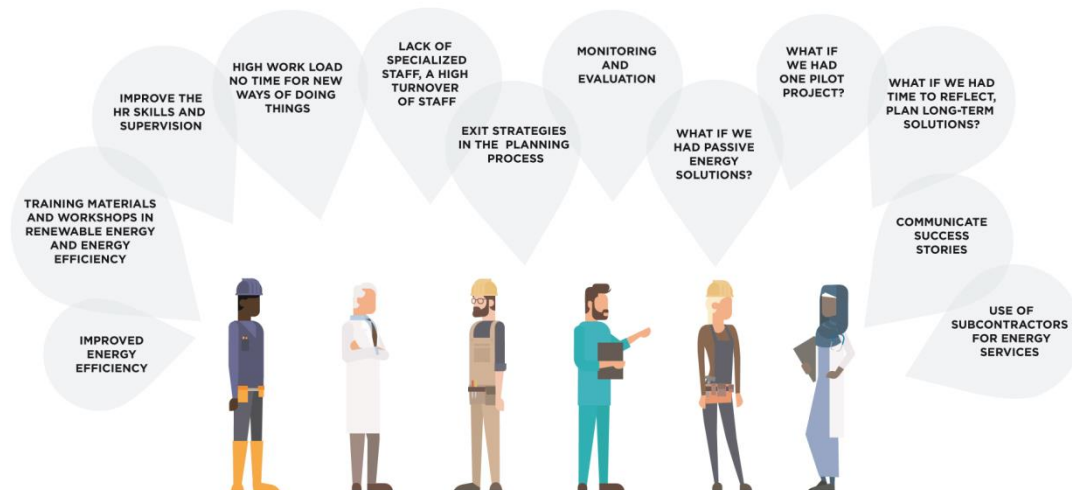 IMPROVED
ENERGY
EFFICIENCY
TRAINING MATERIALS
AND WORKSHOPS IN
RENEWABLE ENERGY
AND ENERGY
EFFICIENCY
IMPROVE THE
HR SKILLS AND
SUPERVISION
HIGH WORK LOAD
NO TIME FOR NEW
WAYS OF DOING
THINGS
LACK OF
SPECIALIZED
STAFF, A HIGH
TURNOVER
OF STAFF
EXIT STRATEGIES
IN THE PLANNING
PROCESS
MONITORING
AND
EVALUATION
WHAT IF WE
HAD PASSIVE
ENERGY
SOLUTIONS?
WHAT IF
WE HAD
ONE PILOT
PROJECT?
WHAT IF WE HAD
TIME TO REFLECT,
PLAN LONG-TERM
SOLUTIONS?
COMMUNICATE
SUCCESS
STORIES
USE OF
SUBCONTRACTORS
FOR ENERGY
SERVICES